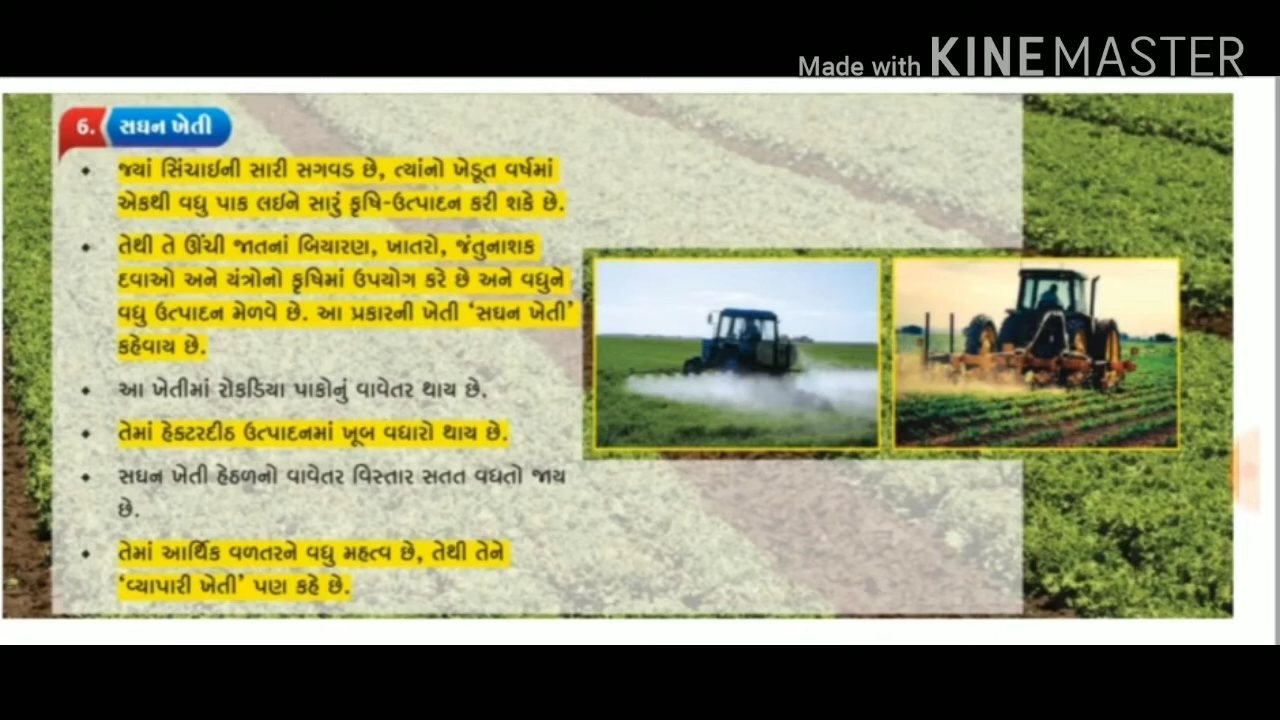 Made with KINEMASTER
6. સઘન ખેતી
જ્યાં સિંચાઈની સારી સગવડ છે, ત્યાંનો ખેડૂત વર્ષમાં
એકથી વધુ પાક લઈને સારું કૃષિ-ઉત્પાદન કરી શકે છે.
તેથી તે ઊંચી જાતનાં બિયારણ, ખાતરો, જંતુનાશક
દવાઓ અને યંત્રોનો કૃષિમાં ઉપયોગ કરે છે અને વધુને
વધુ ઉત્પાદન મેળવે છે. આ પ્રકારની ખેતી ‘સઘન ખેતી’
કહેવાય છે.
આ ખેતીમાં રોકડિયા પાકોનું વાવેતર થાય છે.
તેમાં હેક્ટરદીઠ ઉત્પાદનમાં ખૂબ વધારો થાય છે.
સઘન ખેતી હેઠળનો વાવેતર વિસ્તાર સતત વધતો જાય
છે.
તેમાં આર્થિક વળતરને વધુ મહત્વ છે, તેથી તેને
‘વ્યાપારી ખેતી’ પણ કહે છે.